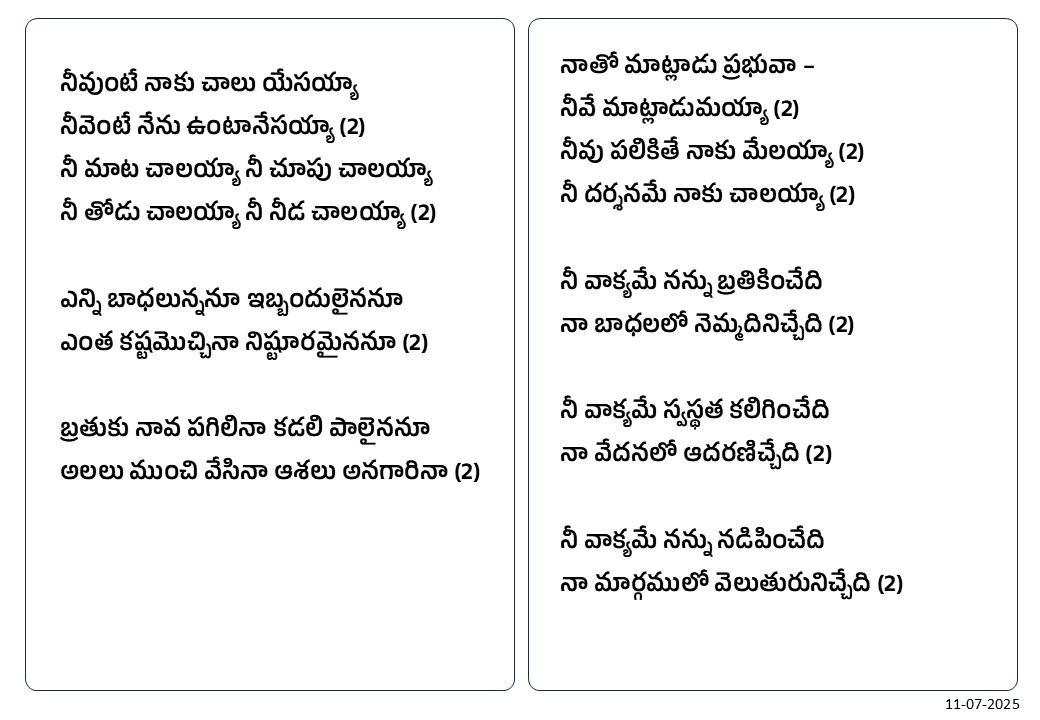 నీవుంటే నాకు చాలు యేసయ్యా
నీవెంటే నేను ఉంటానేసయ్యా (2)
నీ మాట చాలయ్యా నీ చూపు చాలయ్యా
నీ తోడు చాలయ్యా నీ నీడ చాలయ్యా (2)
ఎన్ని బాధలున్ననూ ఇబ్బందులైననూ
ఎంత కష్టమొచ్చినా నిష్టూరమైననూ (2)
బ్రతుకు నావ పగిలినా కడలి పాలైననూ
అలలు ముంచి వేసినా ఆశలు అనగారినా (2)
నాతో మాట్లాడు ప్రభువా –
నీవే మాట్లాడుమయ్యా (2)
నీవు పలికితే నాకు మేలయ్యా (2)
నీ దర్శనమే నాకు చాలయ్యా (2)
నీ వాక్యమే నన్ను బ్రతికించేది
నా బాధలలో నెమ్మదినిచ్చేది (2)
నీ వాక్యమే స్వస్థత కలిగించేది
నా వేదనలో ఆదరణిచ్చేది (2)
నీ వాక్యమే నన్ను నడిపించేది
నా మార్గములో వెలుతురునిచ్చేది (2)
11-07-2025